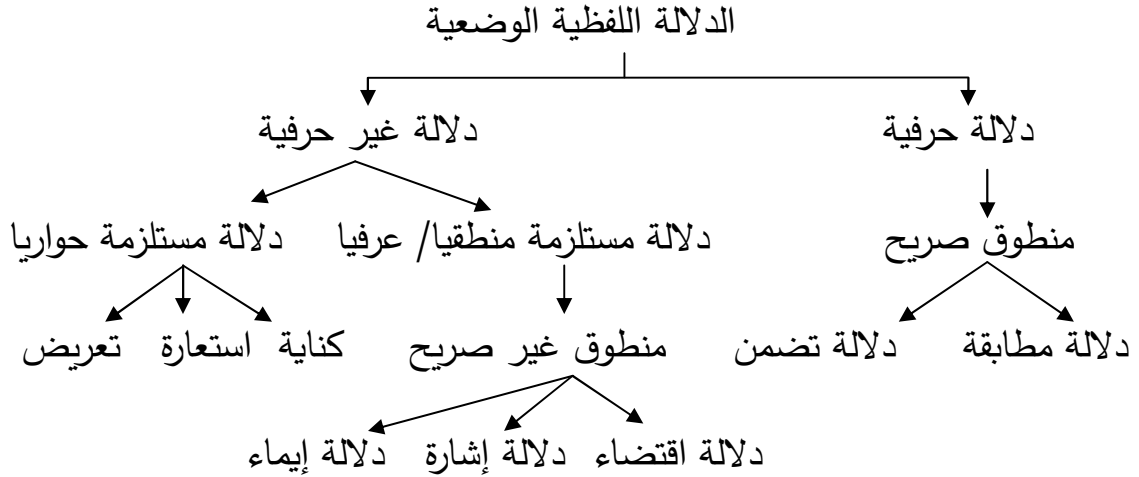 الدلالة اللفظية الوضعية
دلالة حرفية دلالة غير حرفية
منطوق صريح دلالة مستلزمة منطقيا/ عرفيا دلالة مستلزمة حواريا
دلالة مطابقة دلالة تضمن منطوق غير صريح كناية استعارة تعريض
دلالة اقتضاء دلالة إشارة دلالة إيماء